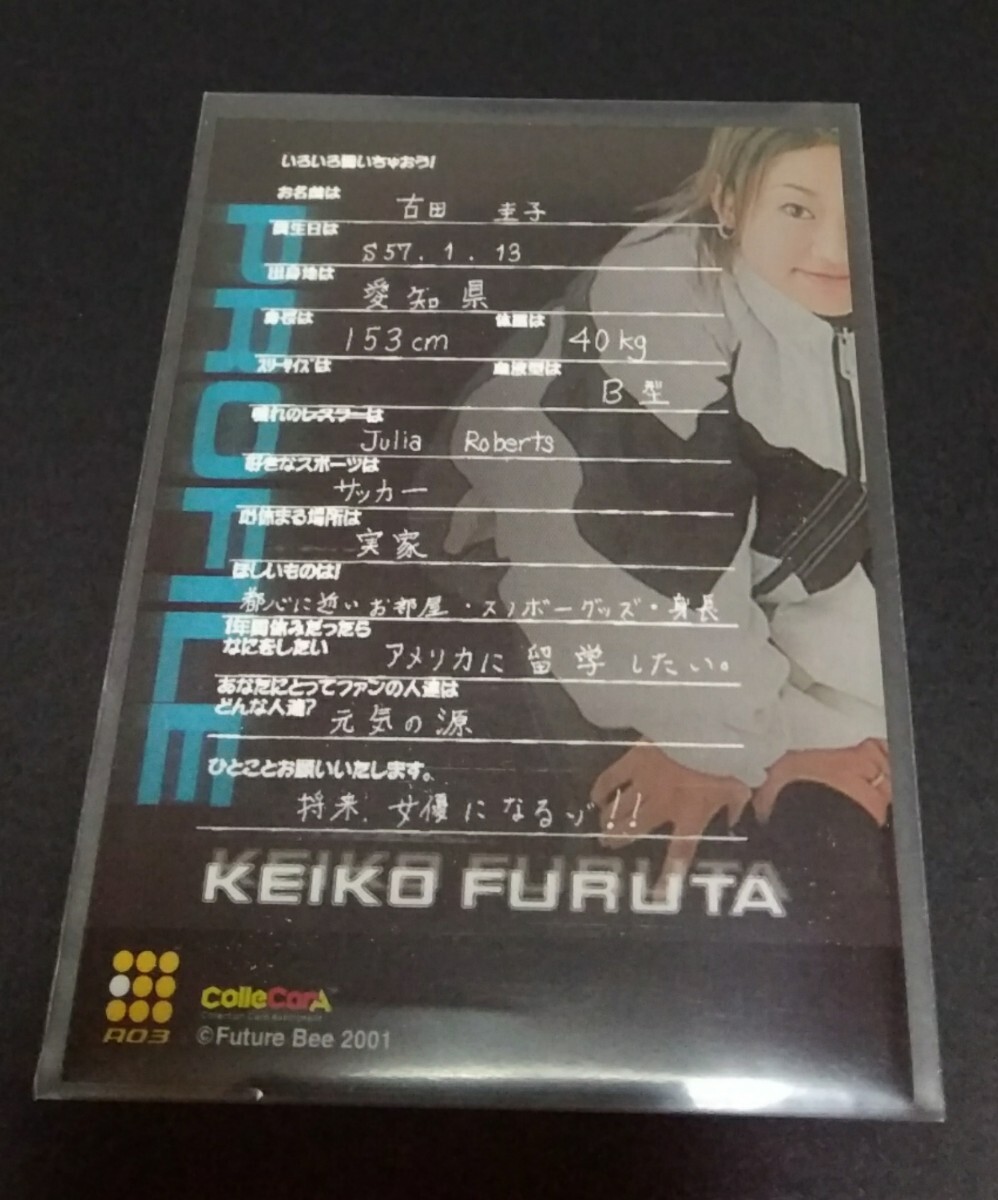 いろいろ聞いちゃおう!
お名前は
古田 圭子
誕生日は
S57.1.13
出身地は
愛知県
身長は 体重は
153cm 40kg
スリーサイズは 血液型は
B型
憧れのレスラーは
Julia Roberts
好きなスポーツは
サッカー
心休まる場所は
実家
ほしいものは!
都心に近いお部屋・スノボーグッズ・身長
1年間休みだったら
なにをしたい
アメリカに留学したい。
あなたにとってファンの人達は
どんな人達?
元気の源
ひとことお願いいたします。
将来、女優になるゾ!!
PROFILE
KEIKO FURUTA
ColleCarA
A03
©Future Bee 2001